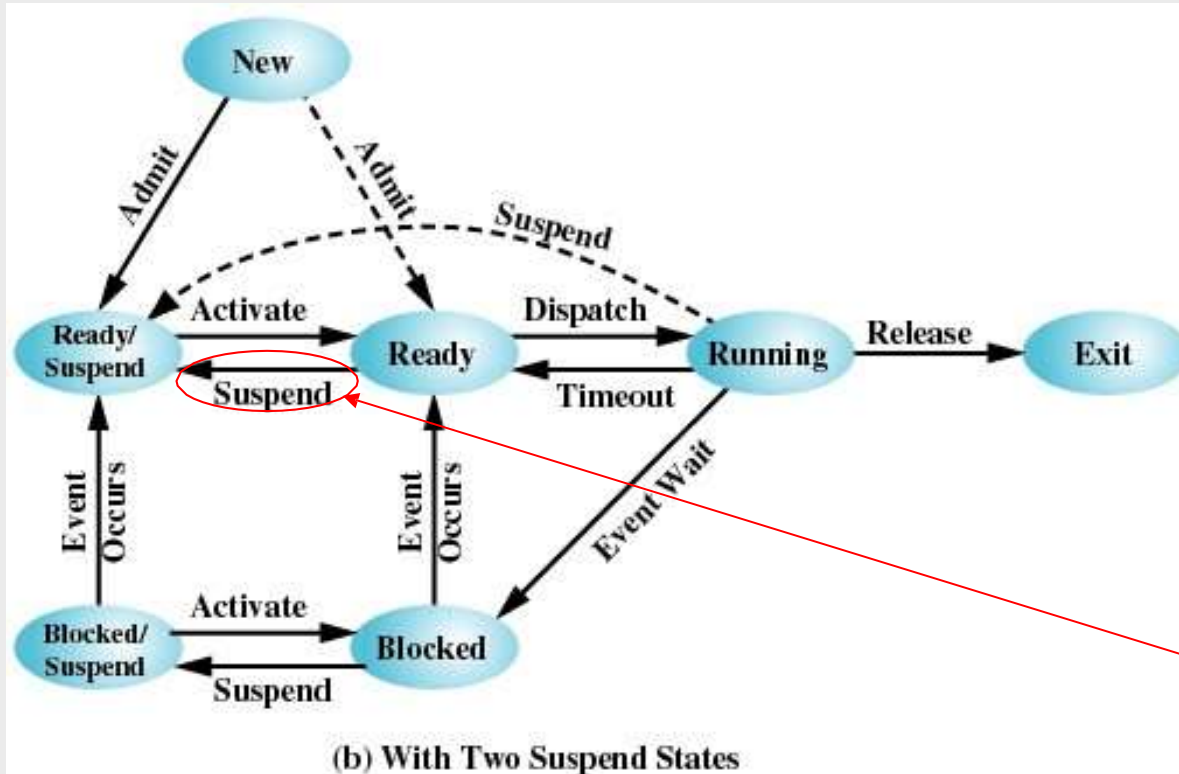 New
Admit
Admit
Suspend
Ready/
Suspend
Activate
Suspend
Ready
Dispatch
Timeout
Running
Release
Exit
Event
Occurs
Event
Occurs
Event Wait
Blocked/
Suspend
Activate
Suspend
Blocked
(b) With Two Suspend States